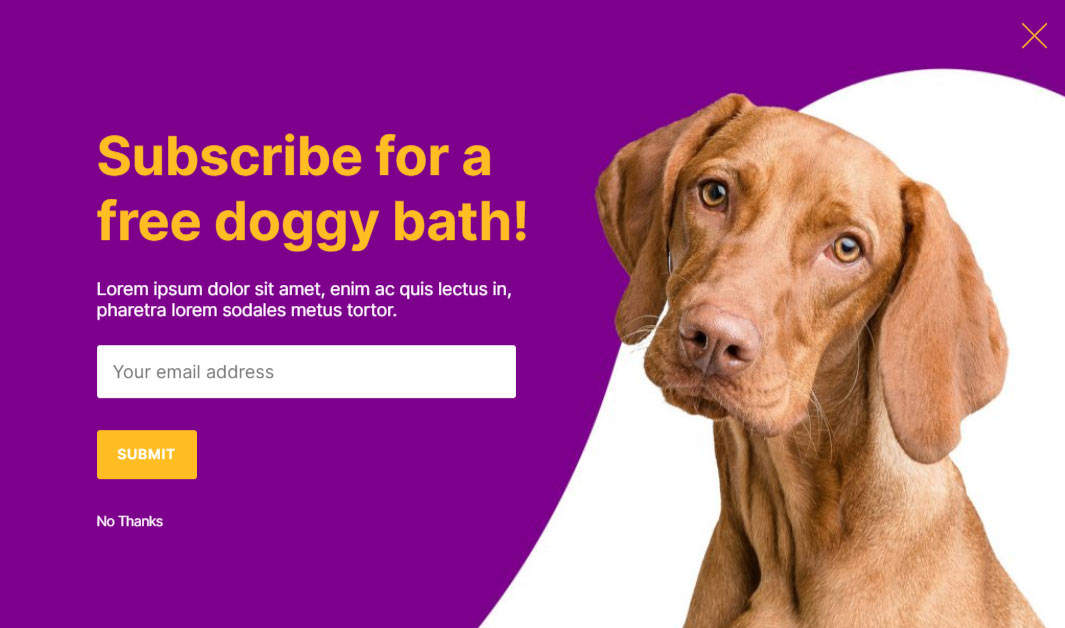 Subscribe for a
free doggy bath!
Lorem ipsum dolor sit amet, enim ac quis lectus in,
pharetra lorem sodales metus tortor.
Your email address
SUBMIT
No Thanks